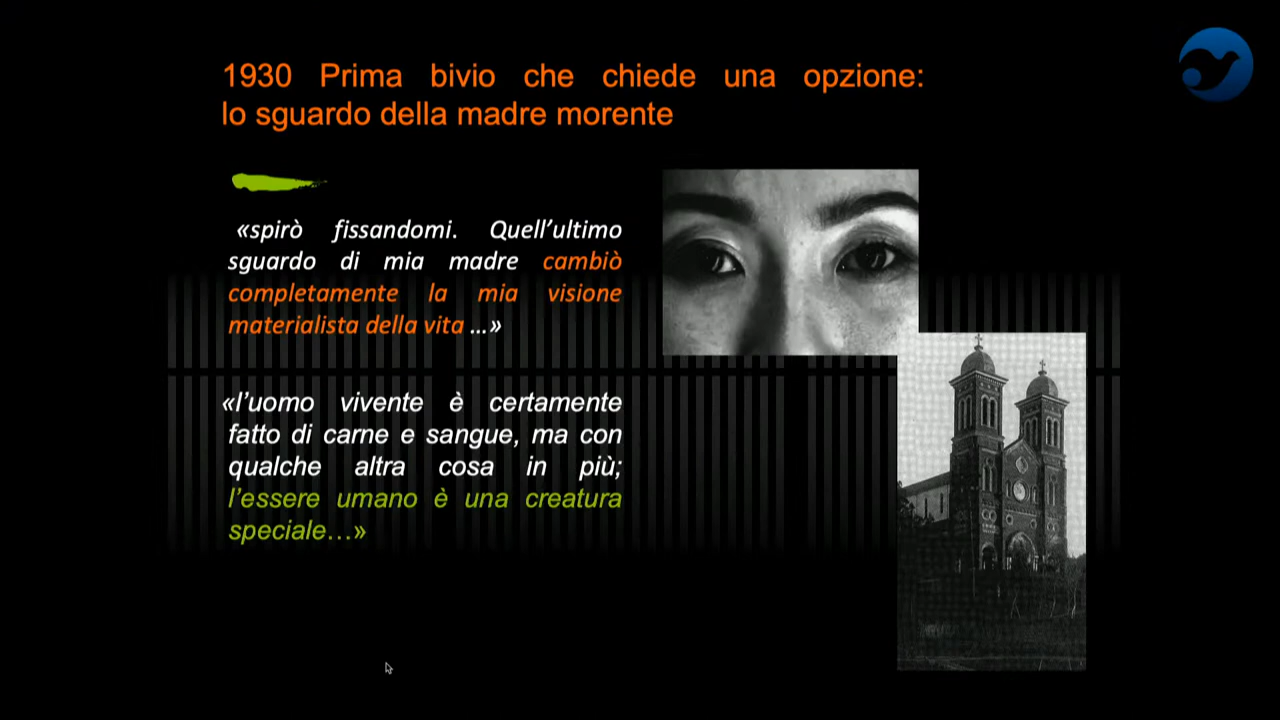 1930 Prima bivio che chiede una opzione:
lo sguardo della madre morente
«spirò fissandomi. Quell’ultimo
sguardo di mia madre cambiò
completamente la mia visione
materialista della vita ...»
«l’uomo vivente è certamente
fatto di carne e sangue, ma con
qualche altra cosa in più;
l’essere umano è una creatura
speciale…»